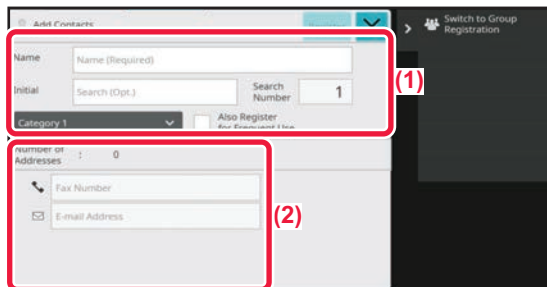 Add Contacts
Register
Switch to Group
Registration
Name
Name (Required)
(1)
Initial
Search (Opt.)
Search
Number
1
Category 1
Also Register
for Frequent Use
Number of
Addresses : 0
Fax Number
E-mail Address
(2)